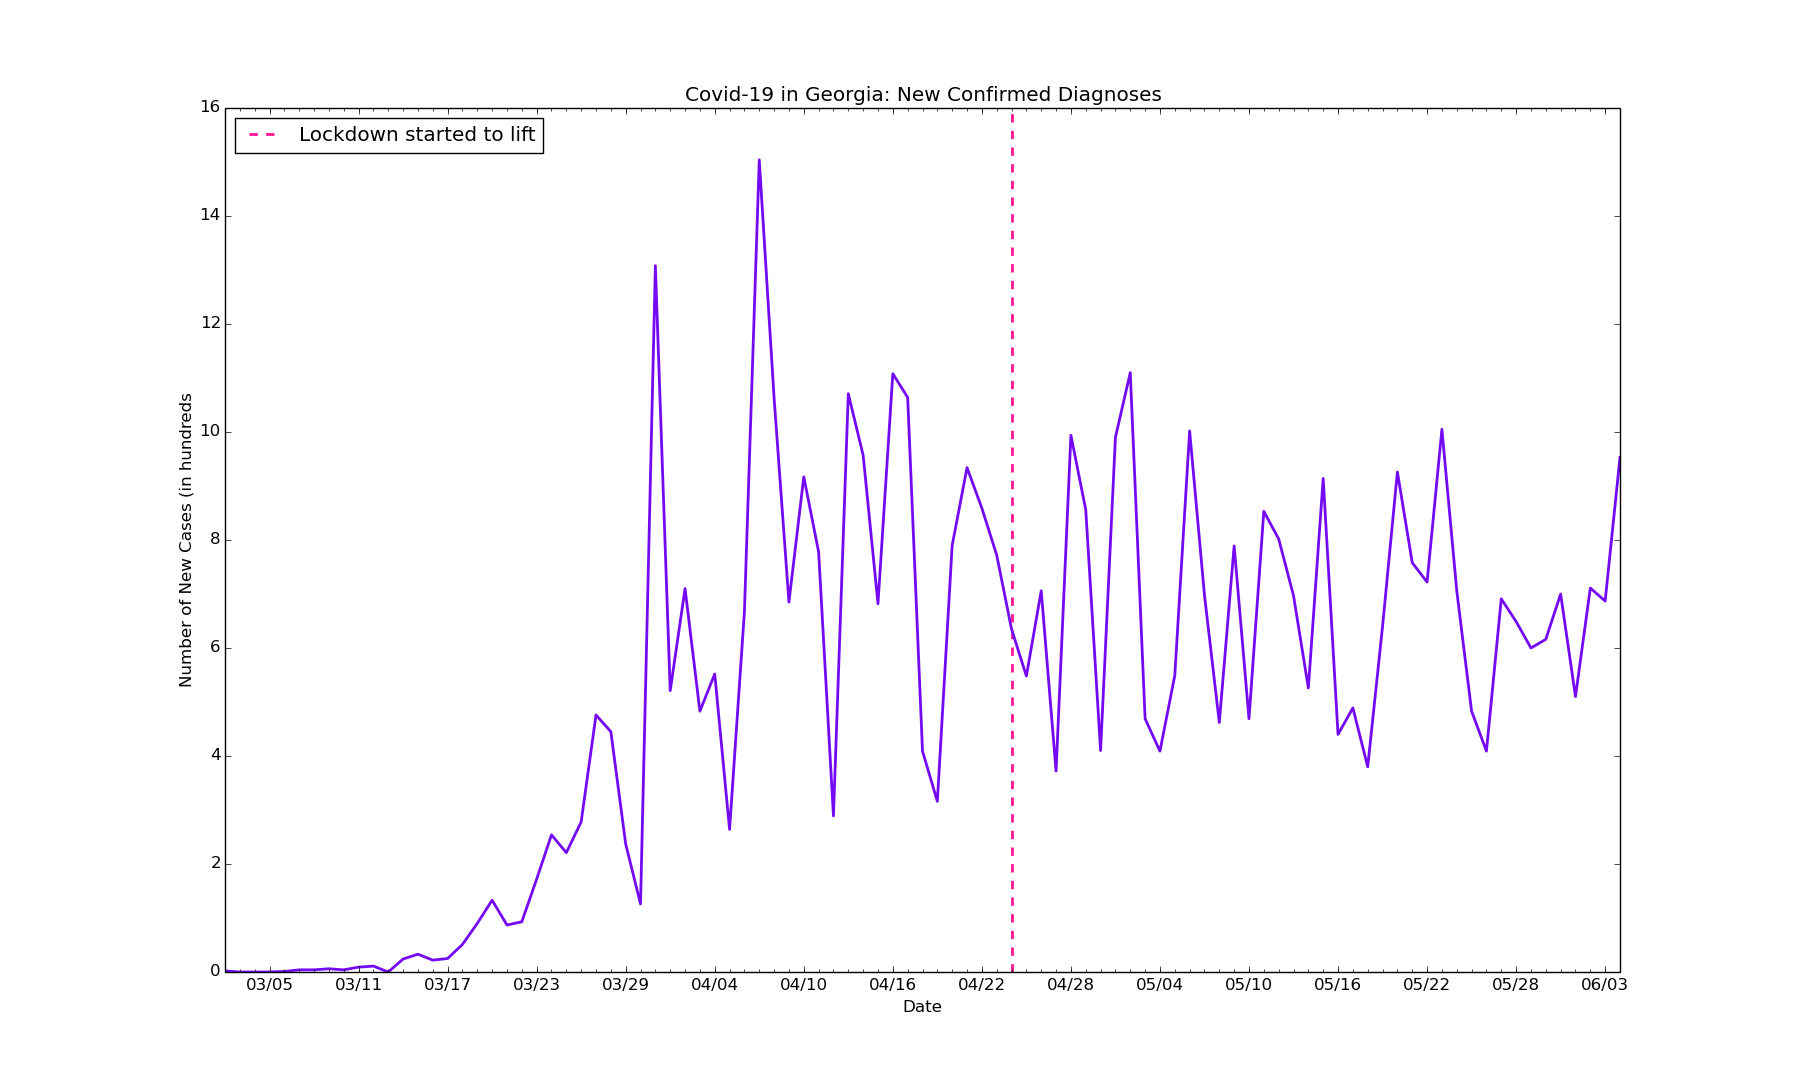 Covid-19 in Georgia: New Confirmed Diagnoses
Lockdown started to lift
16
14
12
10
8
6
4
2
0
Number of New Cases (in hundreds
03/05 03/11 03/17 03/23 03/29 04/04 04/10 04/16 04/22 04/28 05/04 05/10 05/16 05/22 05/28 06/03
Date